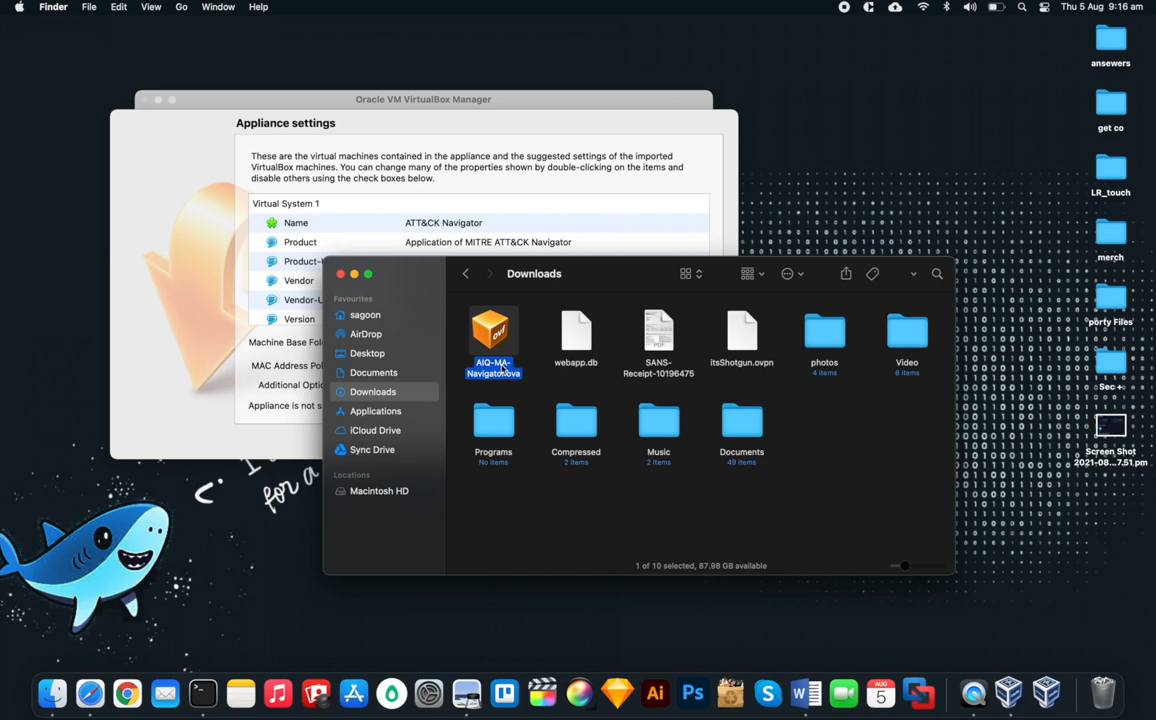 Finder File Edit View Go Window Help Thu 5 Aug 9:16 am
ansewers
get co
LR_touch
merch
porty Files
Sec +
Screen Shot
2021-08...7.51 pm
Oracle VM VirtualBox Manager
Appliance settings
These are the virtual machines contained in the appliance and the suggested settings of the imported
VirtualBox machines. You can change many of the properties shown by double-clicking on the items and
disable others using the check boxes below.
Virtual System 1
Name ATT&CK Navigator
Product Application of MITRE ATT&CK Navigator
Product-
Vendor
Vendor-U
Version
Machine Base Fol
MAC Address Pol
Additional Optio
Appliance is not s
Downloads
Favourites
sagoon
AirDrop
Desktop
Documents
Downloads
Applications
iCloud Drive
Sync Drive
Locations
Macintosh HD
ovf
AIQ-MA-
Navigator.ova
webapp.db
PDF
SANS-
Receipt-10196475
itsShotgun.ovpn
photos
4 items
Video
8 items
Programs
No items
Compressed
2 items
Music
2 items
Documents
49 items
1 of 10 selected, 87.98 GB available
for a
Ai
Ps
AUG
5